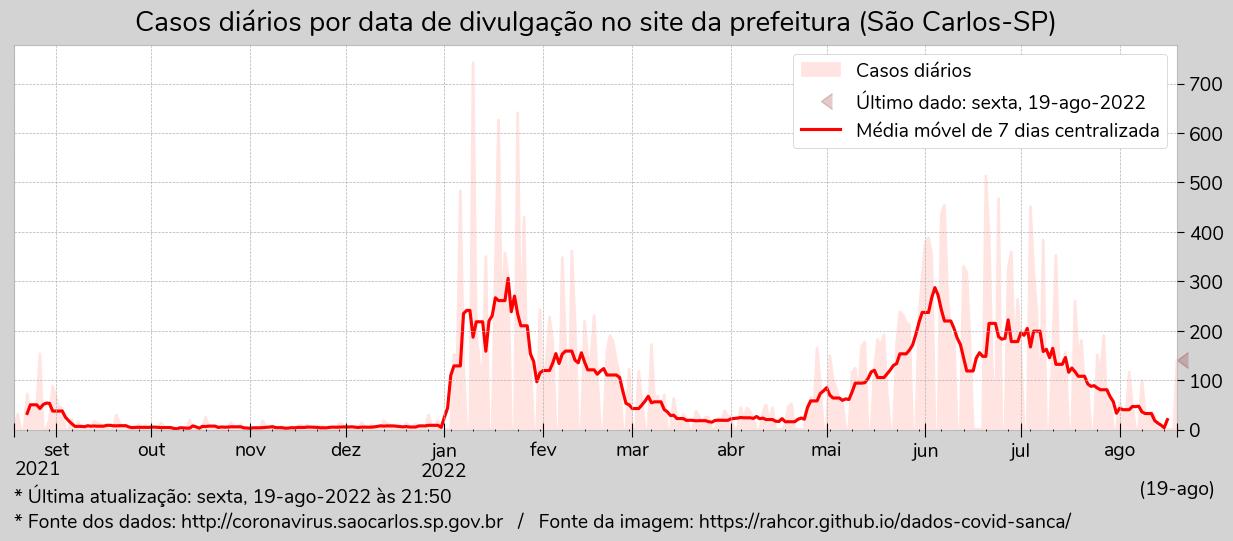 Casos diários por data de divulgação no site da prefeitura (São Carlos-SP)
Casos diários
Último dado: sexta, 19-ago-2022
Média móvel de 7 dias centralizada
700
600
500
400
300
200
100
0
set out nov dez jan fev mar abr mai jun jul ago
2021 2022
(19-ago)
* Última atualização: sexta, 19-ago-2022 às 21:50
* Fonte dos dados: http://coronavirus.saocarlos.sp.gov.br / Fonte da imagem: https://rahcor.github.io/dados-covid-sanca/